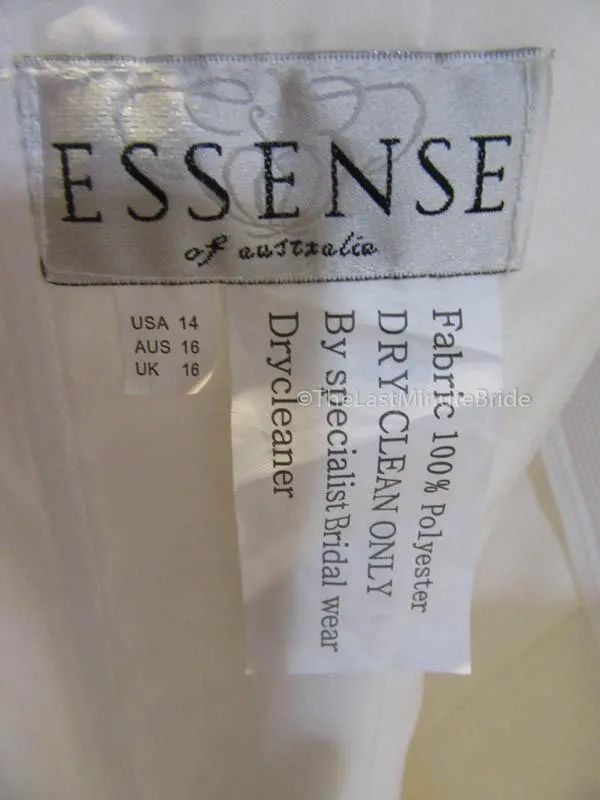 ESSENSE
of australia
USA 14
AUS 16
UK 16
Fabric 100% Polyester
DRY CLEAN ONLY
By specialist Bridal wear
Drycleaner
©TheLastMinuteBride